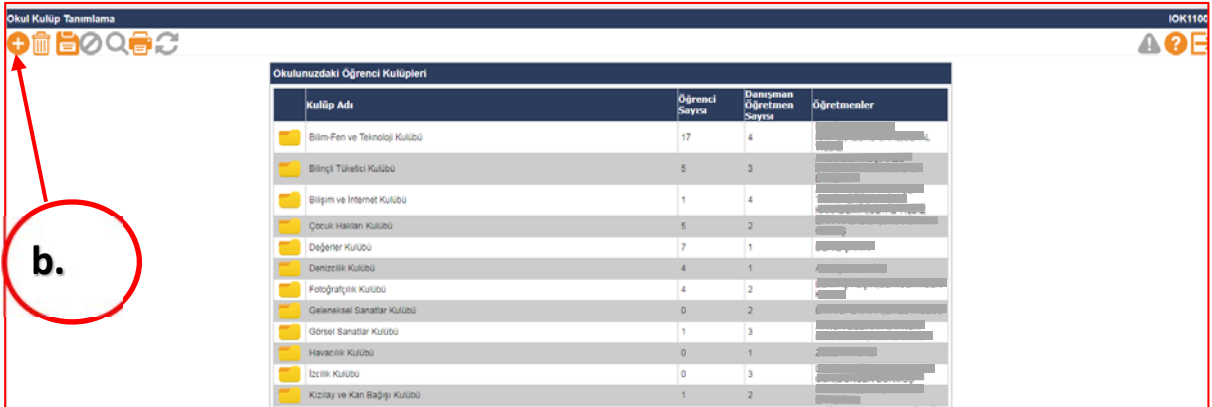 Okul Kulüp Tanımlama IOK1100
Okulunuzdaki Öğrenci Kulüpleri
Kulüp Adı Öğrenci Sayısı Danışman Öğretmen Sayısı Öğretmenler
Bilim-Fen ve Teknoloji Kulübü 17 4
Bilinçli Tüketici Kulübü 5 3
Bilişim ve İnternet Kulübü 1 4
Çocuk Hakları Kulübü 5 2
Değerler Kulübü 7 1
b.
Denizcilik Kulübü 4 1
Fotoğrafçılık Kulübü 4 2
Geleneksel Sanatlar Kulübü 0 2
Görsel Sanatlar Kulübü 1 3
Havacılık Kulübü 0 1
İzcilik Kulübü 0 3
Kızılay ve Kan Bağışı Kulübü 1 2